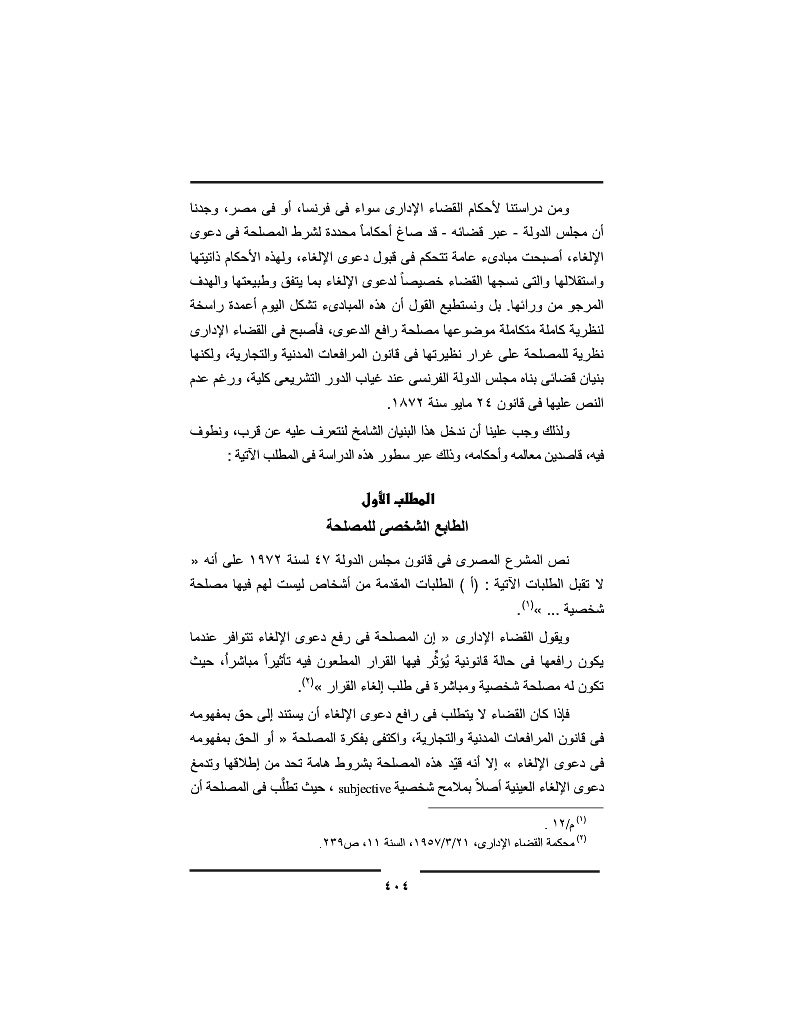 ومن دراستنا لأحكام القضاء الإدارى سواء فى فرنسا، أو فى مصر، وجدنا
أن مجلس الدولة - عبر قضائه - قد صاغ أحكاماً محددة لشرط المصلحة فى دعوى
الإلغاء، أصبحت مبادىء عامة تتحكم فى قبول دعوى الإلغاء، ولهذه الأحكام ذاتيتها
واستقلالها والتى نسجها القضاء خصيصاً لدعوى الإلغاء بما يتفق وطبيعتها والهدف
المرجو من ورائها. بل ونستطيع القول أن هذه المبادىء تشكل اليوم أعمدة راسخة
لنظرية كاملة متكاملة موضوعها مصلحة رافع الدعوى، فأصبح فى القضاء الإدارى
نظرية للمصلحة على غرار نظيرتها فى قانون المرافعات المدنية والتجارية، ولكنها
بنيان قضائى بناه مجلس الدولة الفرنسى عند غياب الدور التشريعى كلية، ورغم عدم
النص عليها فى قانون ٢٤ مايو سنة ١٨٧٢.
ولذلك وجب علينا أن ندخل هذا البنيان الشامخ لنتعرف عليه عن قرب، ونطوف
فيه، قاصدين معالمه وأحكامه، وذلك عبر سطور هذه الدراسة فى المطلب الآتية :
المطلب الأول
الطابع الشخصى للمصلحة
نص المشرع المصرى فى قانون مجلس الدولة ٤٧ لسنة ١٩٧٢ على أنه «
لا تقبل الطلبات الآتية : (أ ) الطلبات المقدمة من أشخاص ليست لهم فيها مصلحة
شخصية ... »(١).
ويقول القضاء الإدارى « إن المصلحة فى رفع دعوى الإلغاء تتوافر عندما
يكون رافعها فى حالة قانونية يُؤثِّر فيها القرار المطعون فيه تأثيراً مباشراً، حيث
تكون له مصلحة شخصية ومباشرة فى طلب إلغاء القرار »(٢).
فإذا كان القضاء لا يتطلب فى رافع دعوى الإلغاء أن يستند إلى حق بمفهومه
فى قانون المرافعات المدنية والتجارية، واكتفى بفكرة المصلحة « أو الحق بمفهومه
فى دعوى الإلغاء » إلا أنه قيّد هذه المصلحة بشروط هامة تحد من إطلاقها وتدمغ
دعوى الإلغاء العينية أصلاً بملامح شخصية subjective ، حيث تطلَّب فى المصلحة أن
(١) م/١٢ .
(٢) محكمة القضاء الإدارى، ١٩٥٧/٣/٢١، السنة ١١، ص٢٣٩.
٤٠٤